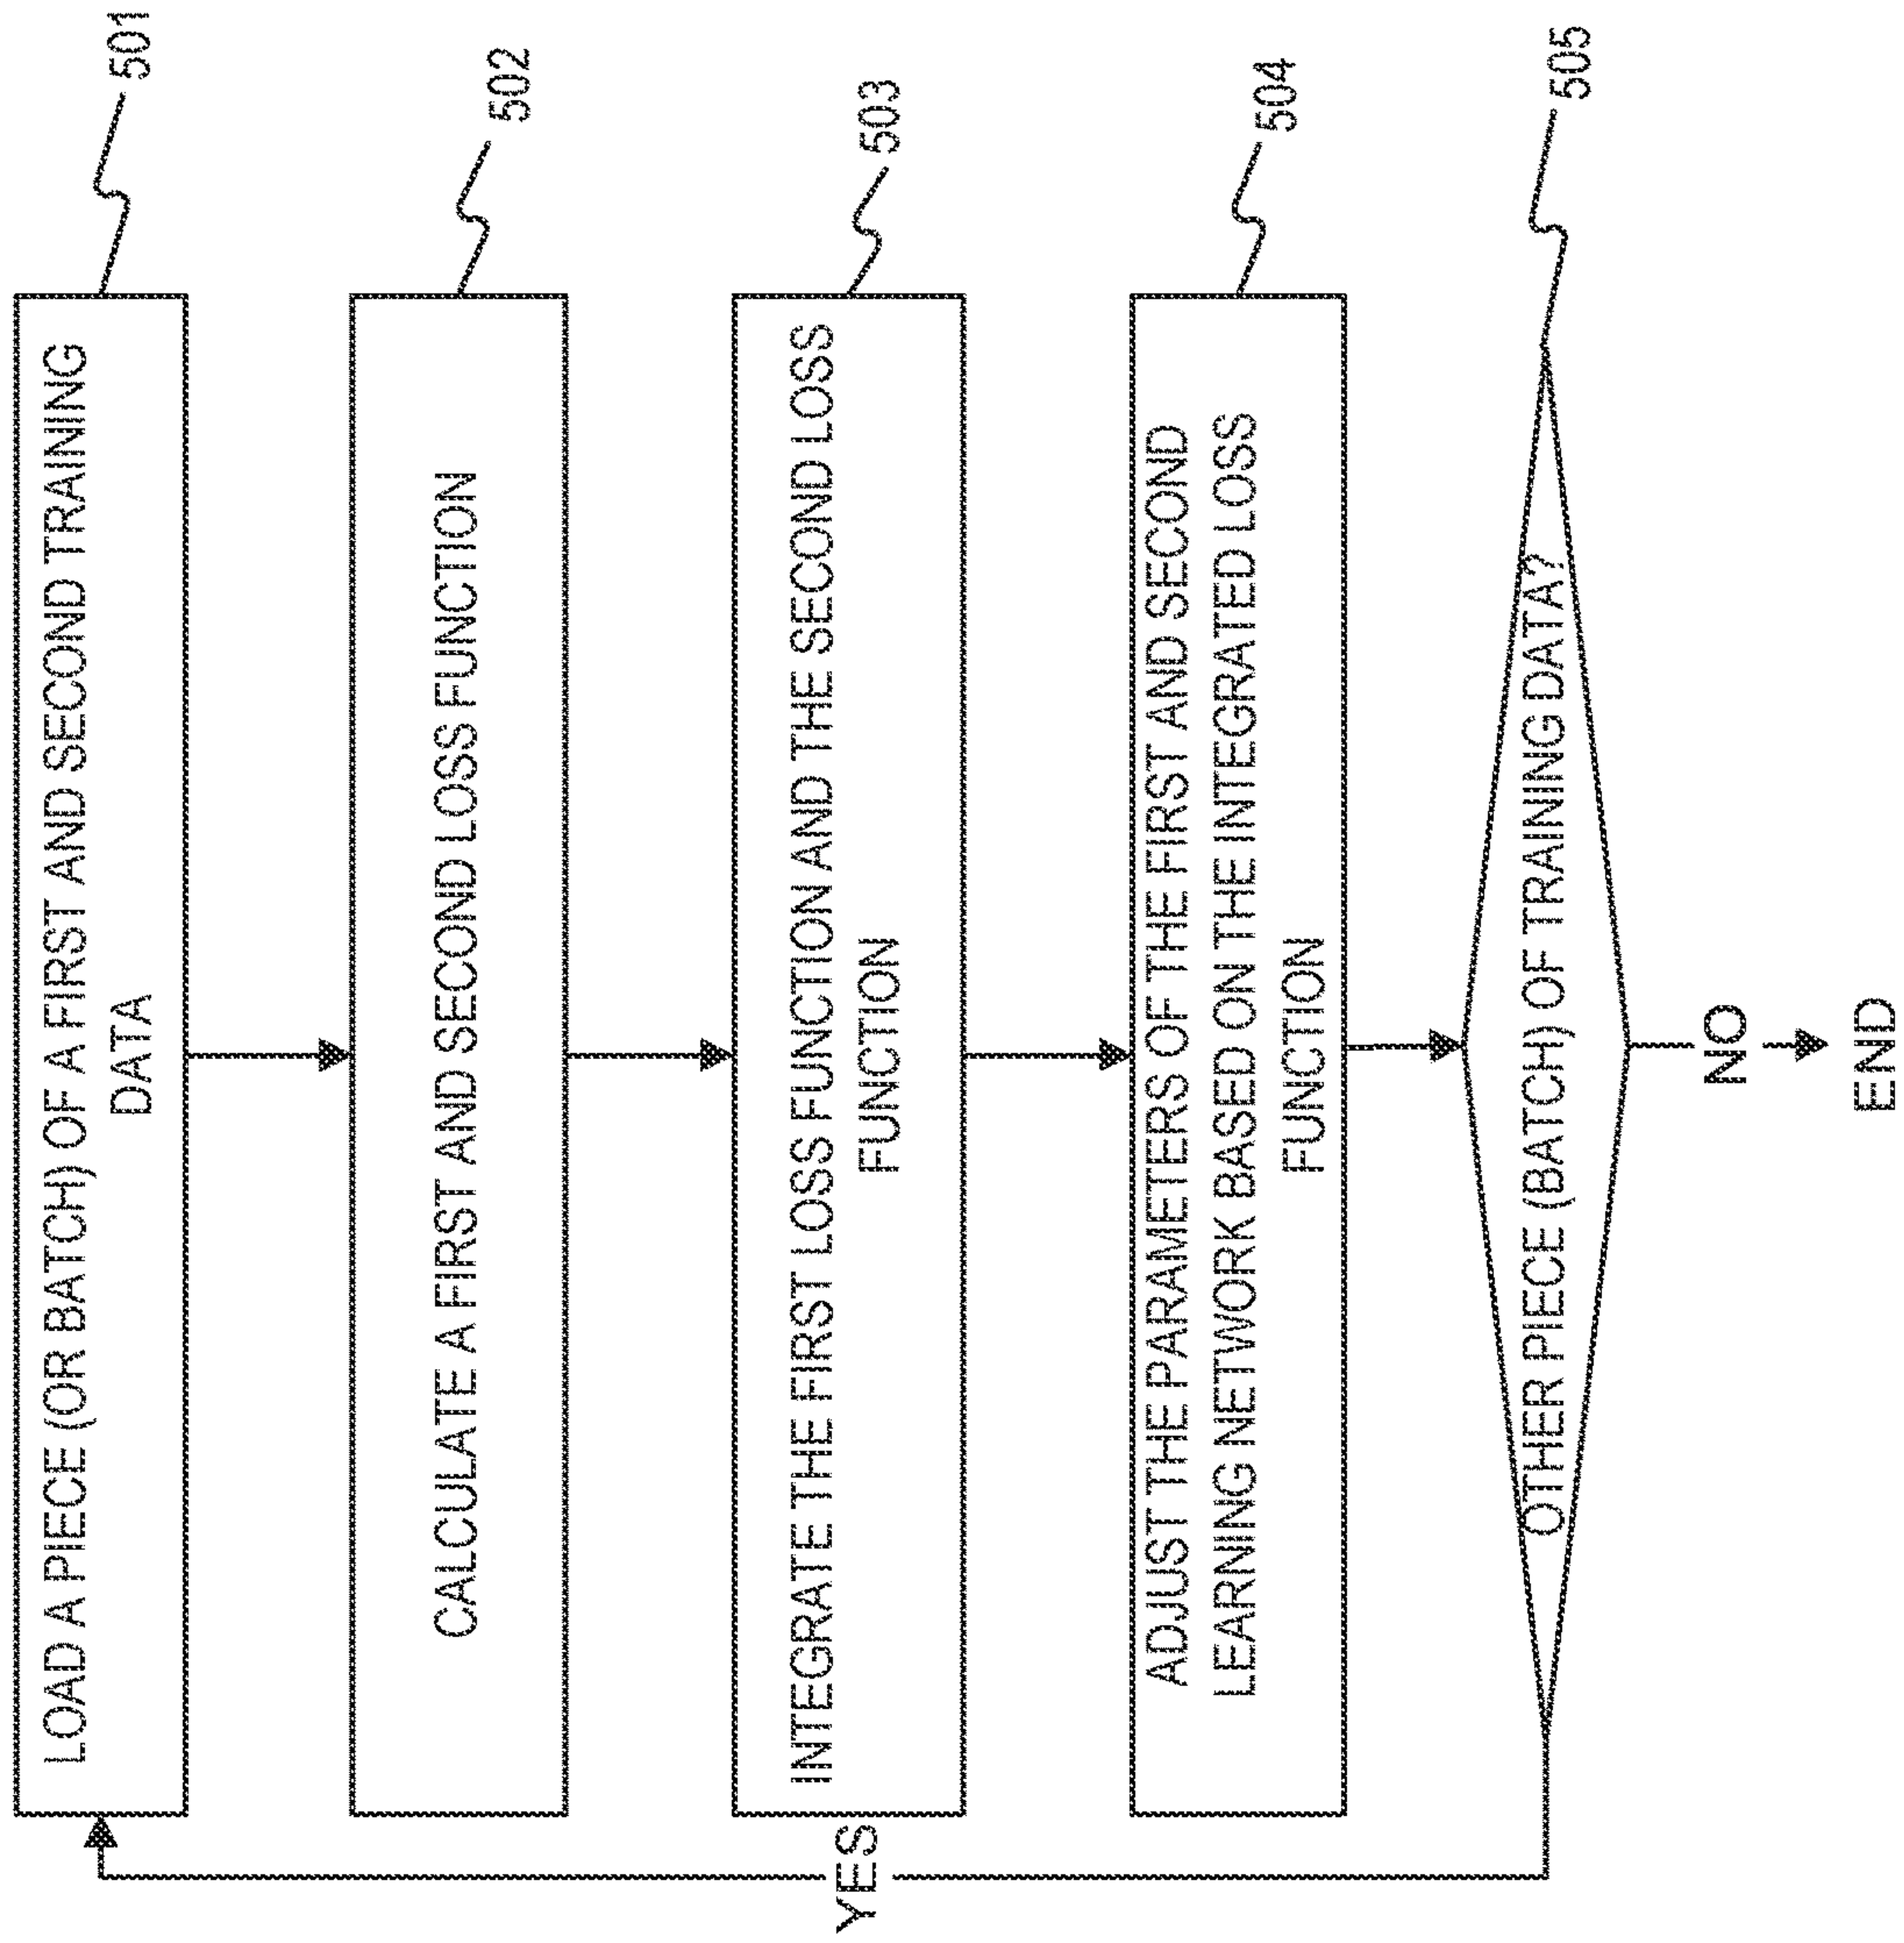 LOAD A PIECE (OR BATCH) OF A FIRST AND SECOND TRAINING
DATA
501
CALCULATE A FIRST AND SECOND LOSS FUNCTION
502
INTEGRATE THE FIRST LOSS FUNCTION AND THE SECOND LOSS
FUNCTION
503
YES
ADJUST THE PARAMETERS OF THE FIRST AND SECOND
LEARNING NETWORK BASED ON THE INTEGRATED LOSS
FUNCTION
504
OTHER PIECE (BATCH) OF TRAINING DATA?
505
NO
END